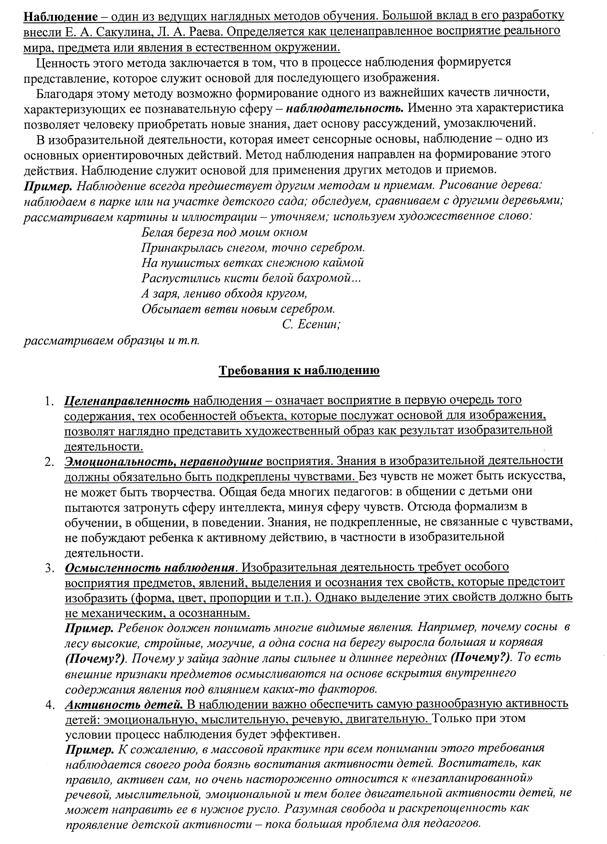 Наблюдение – один из ведущих наглядных методов обучения. Большой вклад в его разработку
внесли Е. А. Сакулина, Л. А. Раева. Определяется как целенаправленное восприятие реального
мира, предмета или явления в естественном окружении.
Ценность этого метода заключается в том, что в процессе наблюдения формируется
представление, которое служит основой для последующего изображения.
Благодаря этому методу возможно формирование одного из важнейших качеств личности,
характеризующих ее познавательную сферу – наблюдательность. Именно эта характеристика
позволяет человеку приобретать новые знания, дает основу рассуждений, умозаключений.
В изобразительной деятельности, которая имеет сенсорные основы, наблюдение – одно из
основных ориентировочных действий. Метод наблюдения направлен на формирование этого
действия. Наблюдение служит основой для применения других методов и приемов.
Пример. Наблюдение всегда предшествует другим методам и приемам. Рисование дерева:
наблюдаем в парке или на участке детского сада; обследуем, сравниваем с другими деревьями;
рассматриваем картины и иллюстрации – уточняем; используем художественное слово:
Белая береза под моим окном
Принакрылась снегом, точно серебром.
На пушистых ветках снежною каймой
Распустились кисти белой бахромой…
А заря, лениво обходя кругом,
Обсыпает ветви новым серебром.
С. Есенин;
рассматриваем образцы и т.п.
Требования к наблюдению
1. Целенаправленность наблюдения – означает восприятие в первую очередь того
содержания, тех особенностей объекта, которые послужат основой для изображения,
позволят наглядно представить художественный образ как результат изобразительной
деятельности.
2. Эмоциональность, неравнодушие восприятия. Знания в изобразительной деятельности
должны обязательно быть подкреплены чувствами. Без чувств не может быть искусства,
не может быть творчества. Общая беда многих педагогов: в общении с детьми они
пытаются затронуть сферу интеллекта, минуя сферу чувств. Отсюда формализм в
обучении, в общении, в поведении. Знания, не подкрепленные, не связанные с чувствами,
не побуждают ребенка к активному действию, в частности в изобразительной
деятельности.
3. Осмысленность наблюдения. Изобразительная деятельность требует особого
восприятия предметов, явлений, выделения и осознания тех свойств, которые предстоит
изобразить (форма, цвет, пропорции и т.п.). Однако выделение этих свойств должно быть
не механическим, а осознанным.
Пример. Ребенок должен понимать многие видимые явления. Например, почему сосны в
лесу высокие, стройные, могучие, а одна сосна на берегу выросла большая и корявая
(Почему?). Почему у зайца задние лапы сильнее и длиннее передних (Почему?). То есть
внешние признаки предметов осмысливаются на основе вскрытия внутреннего
содержания явления под влиянием каких-то факторов.
4. Активность детей. В наблюдении важно обеспечить самую разнообразную активность
детей: эмоциональную, мыслительную, речевую, двигательную. Только при этом
условии процесс наблюдения будет эффективен.
Пример. К сожалению, в массовой практике при всем понимании этого требования
наблюдается своего рода боязнь воспитания активности детей. Воспитатель, как
правило, активен сам, но очень настороженно относится к «незапланированной»
речевой, мыслительной, эмоциональной и тем более двигательной активности детей, не
может направить ее в нужное русло. Разумная свобода и раскрепощенность как
проявление детской активности – пока большая проблема для педагогов.